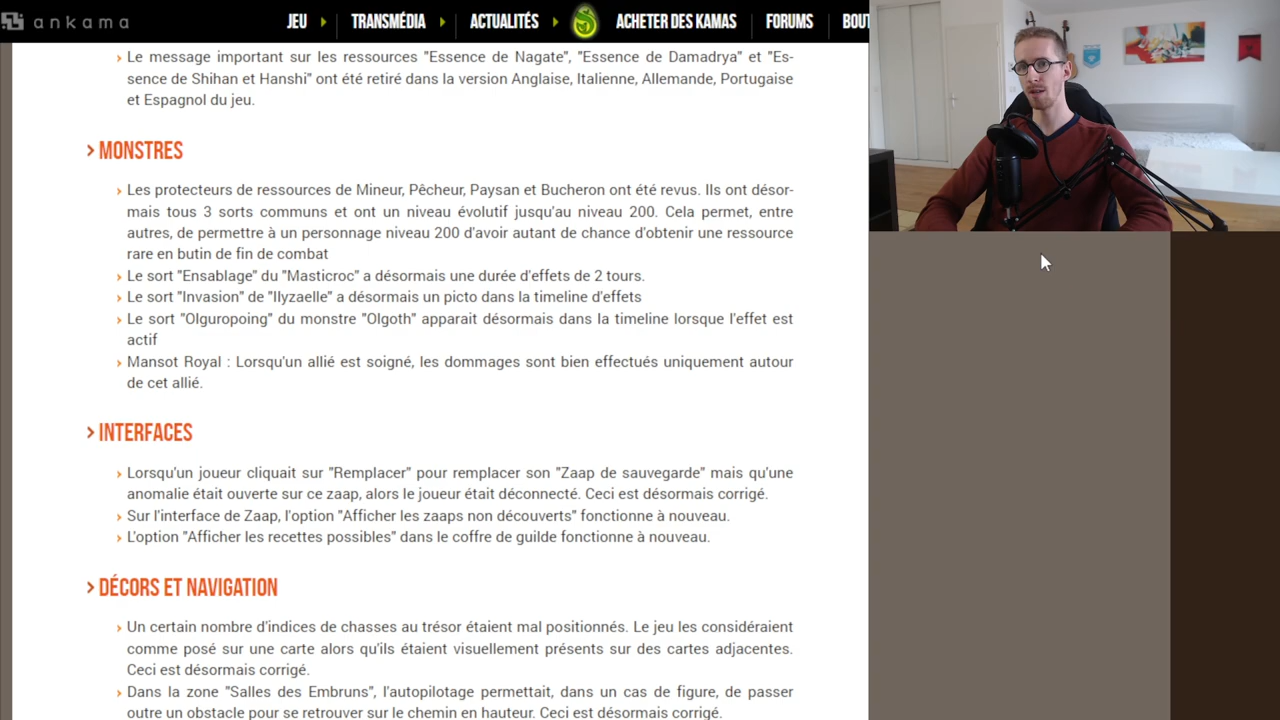 ankama JEU TRANSMÉDIA ACTUALITÉS ACHETER DES KAMAS FORUMS BOUT
› Le message important sur les ressources "Essence de Nagate", "Essence de Damadrya" et "Es-
sence de Shihan et Hanshi" ont été retiré dans la version Anglaise, Italienne, Allemande, Portugaise
et Espagnol du jeu.
> MONSTRES
› Les protecteurs de ressources de Mineur, Pêcheur, Paysan et Bucheron ont été revus. Ils ont désor-
mais tous 3 sorts communs et ont un niveau évolutif jusqu'au niveau 200. Cela permet, entre
autres, de permettre à un personnage niveau 200 d'avoir autant de chance d'obtenir une ressource
rare en butin de fin de combat
› Le sort "Ensablage" du "Masticroc" a désormais une durée d'effets de 2 tours.
› Le sort "Invasion" de "Ilyzaelle" a désormais un picto dans la timeline d'effets
› Le sort "Olguropoing" du monstre "Olgoth" apparait désormais dans la timeline lorsque l'effet est
actif
› Mansot Royal : Lorsqu'un allié est soigné, les dommages sont bien effectués uniquement autour
de cet allié.
> INTERFACES
› Lorsqu'un joueur cliquait sur "Remplacer" pour remplacer son "Zaap de sauvegarde" mais qu'une
anomalie était ouverte sur ce zaap, alors le joueur était déconnecté. Ceci est désormais corrigé.
› Sur l'interface de Zaap, l'option "Afficher les zaaps non découverts" fonctionne à nouveau.
› L'option "Afficher les recettes possibles" dans le coffre de guilde fonctionne à nouveau.
> DÉCORS ET NAVIGATION
› Un certain nombre d'indices de chasses au trésor étaient mal positionnés. Le jeu les considéraient
comme posé sur une carte alors qu'ils étaient visuellement présents sur des cartes adjacentes.
Ceci est désormais corrigé.
› Dans la zone "Salles des Embruns", l'autopilotage permettait, dans un cas de figure, de passer
outre un obstacle pour se retrouver sur le chemin en hauteur. Ceci est désormais corrigé.